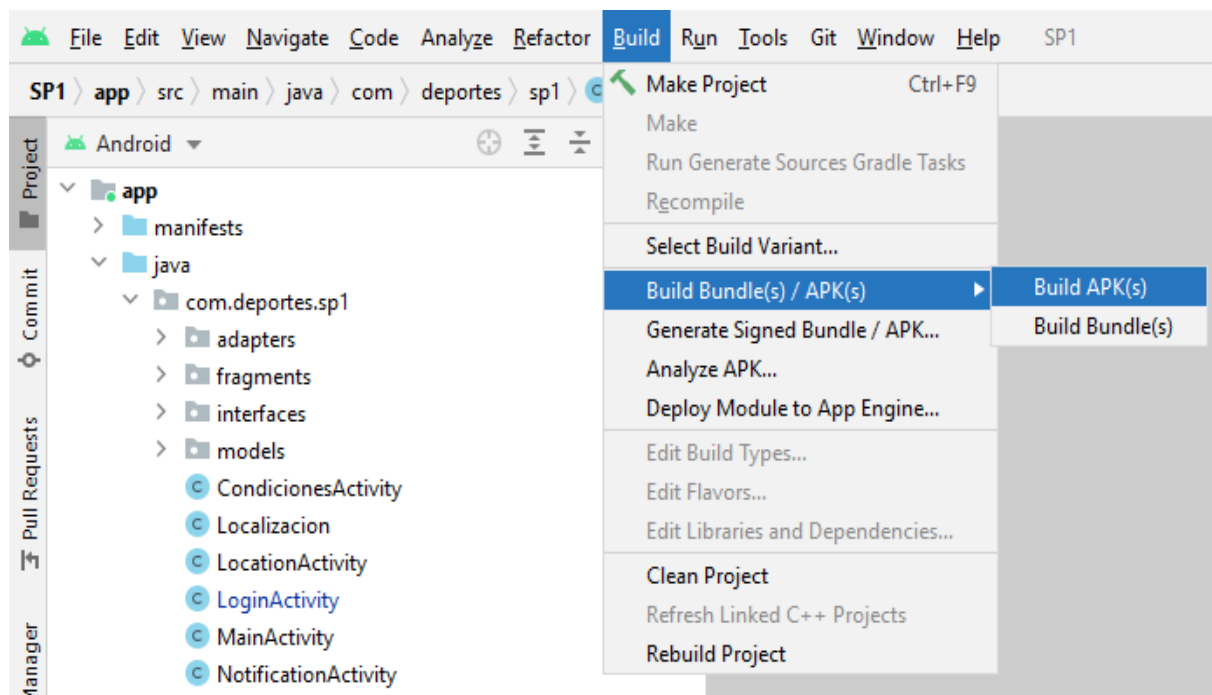 File Edit View Navigate Code Analyze Refactor Build Run Tools Git Window Help SP1
SP1 app src main java com deportes sp1 C
Make Project Ctrl+F9
Make
Run Generate Sources Gradle Tasks
Recompile
Select Build Variant...
Build Bundle(s) / APK(s)
Generate Signed Bundle / APK...
Analyze APK...
Deploy Module to App Engine...
Edit Build Types...
Edit Flavors...
Edit Libraries and Dependencies...
Clean Project
Refresh Linked C++ Projects
Rebuild Project
Build APK(s)
Build Bundle(s)
Project
Commit
Pull Requests
Manager
Android
app
manifests
java
com.deportes.sp1
adapters
fragments
interfaces
models
C CondicionesActivity
C Localizacion
C LocationActivity
C LoginActivity
C MainActivity
C NotificationActivity